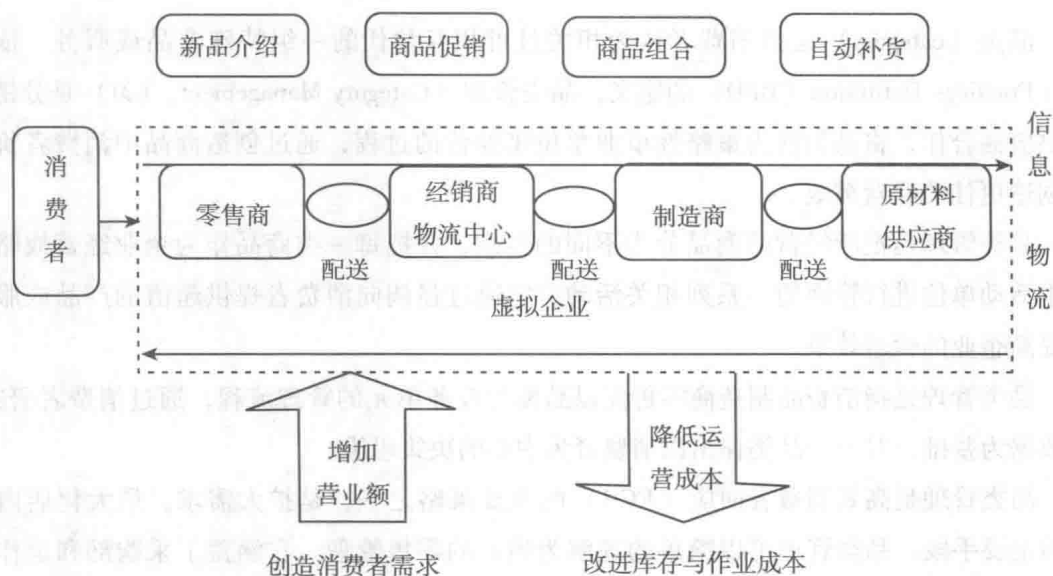 新品介绍
商品促销
商品组合
自动补货
信息
消费者
零售商
经销商
物流中心
制造商
原材料
供应商
配送
配送
配送
物流
虚拟企业
增加
营业额
降低运
营成本
创造消费者需求
改进库存与作业成本